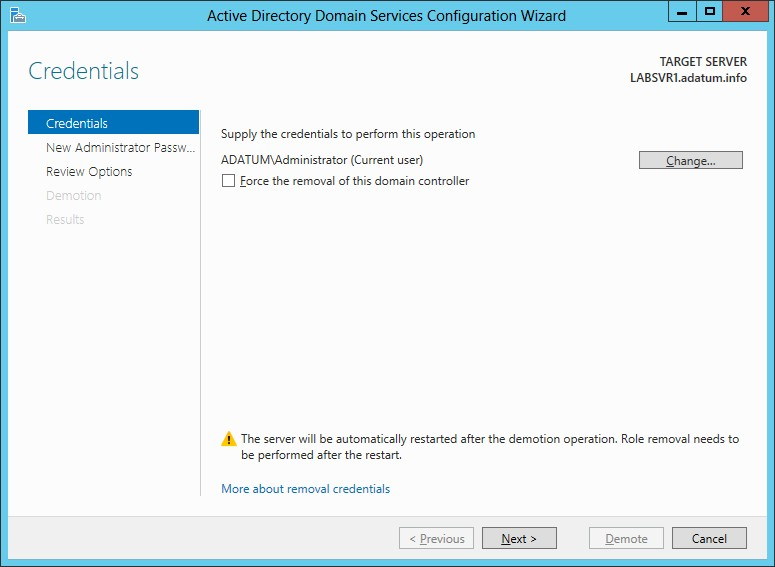 Active Directory Domain Services Configuration Wizard
Credentials
TARGET SERVER
LABSVR1.adatum.info
Credentials
New Administrator Passw...
Review Options
Demotion
Results
Supply the credentials to perform this operation
ADATUM\Administrator (Current user)
Change...
Force the removal of this domain controller
The server will be automatically restarted after the demotion operation. Role removal needs to
be performed after the restart.
More about removal credentials
< Previous
Next >
Demote
Cancel